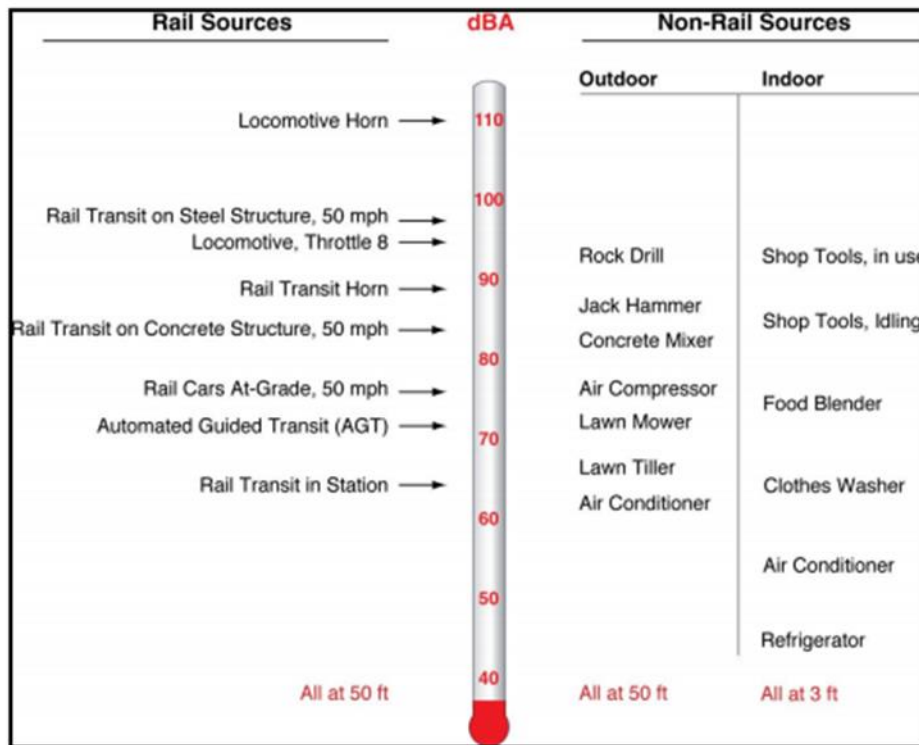 Rail Sources
dBA
Non-Rail Sources
Outdoor
Indoor
Locomotive Horn
110
100
Rail Transit on Steel Structure, 50 mph
Locomotive, Throttle 8
Rock Drill
Shop Tools, in use
90
Rail Transit Horn
Jack Hammer
Shop Tools, Idling
Rail Transit on Concrete Structure, 50 mph
Concrete Mixer
80
Rail Cars At-Grade, 50 mph
Air Compressor
Food Blender
Automated Guided Transit (AGT)
Lawn Mower
70
Lawn Tiller
Rail Transit in Station
Clothes Washer
Air Conditioner
60
Air Conditioner
50
Refrigerator
40
All at 50 ft
All at 50 ft
All at 3 ft